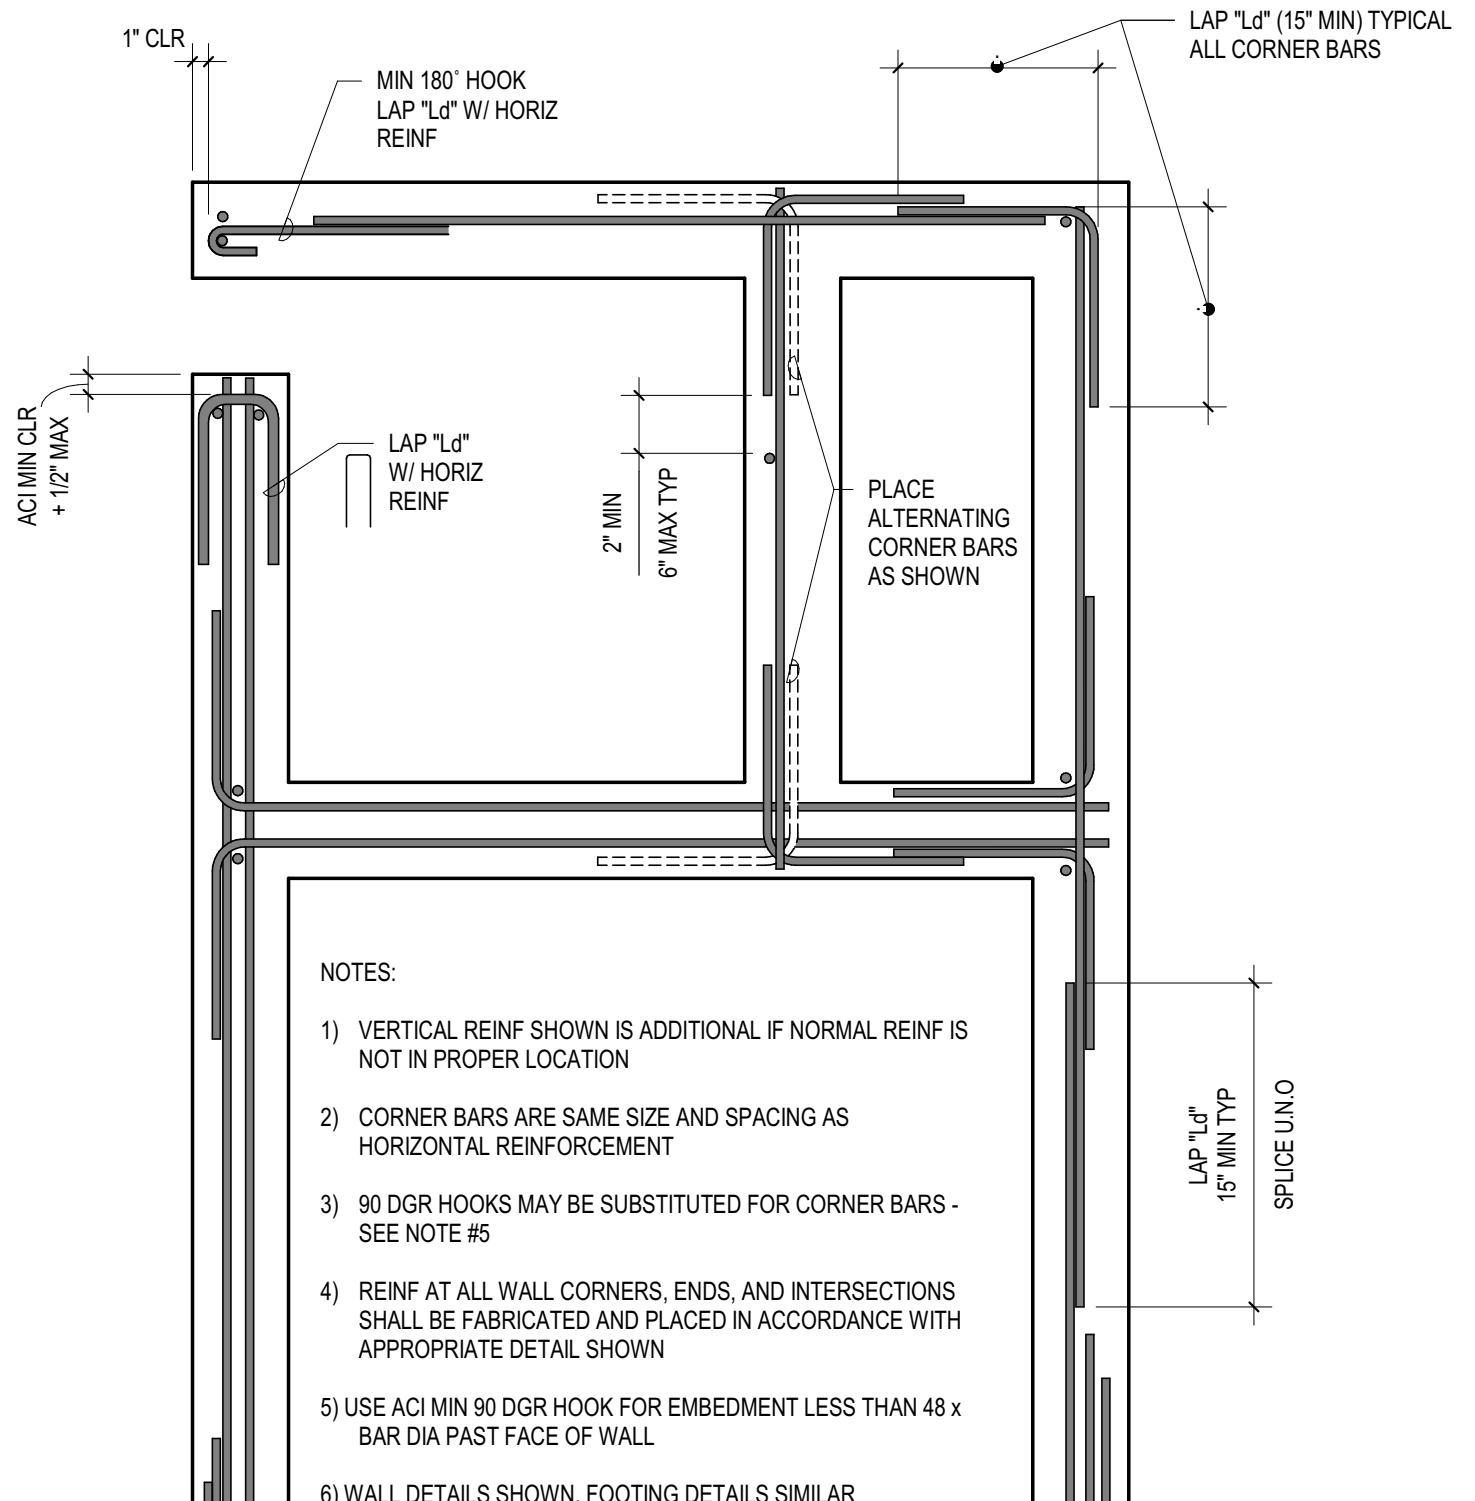 1" CLR
MIN 180° HOOK
LAP "Ld" W/ HORIZ
REINF
LAP "Ld" (15" MIN) TYPICAL
ALL CORNER BARS
ACI MIN CLR
+ 1/2" MAX
LAP "Ld"
W/ HORIZ
REINF
2" MIN
6" MAX TYP
PLACE
ALTERNATING
CORNER BARS
AS SHOWN
NOTES:
1) VERTICAL REINF SHOWN IS ADDITIONAL IF NORMAL REINF IS
NOT IN PROPER LOCATION
2) CORNER BARS ARE SAME SIZE AND SPACING AS
HORIZONTAL REINFORCEMENT
3) 90 DGR HOOKS MAY BE SUBSTITUTED FOR CORNER BARS -
SEE NOTE #5
4) REINF AT ALL WALL CORNERS, ENDS, AND INTERSECTIONS
SHALL BE FABRICATED AND PLACED IN ACCORDANCE WITH
APPROPRIATE DETAIL SHOWN
5) USE ACI MIN 90 DGR HOOK FOR EMBEDMENT LESS THAN 48 x
BAR DIA PAST FACE OF WALL
6) WALL DETAILS SHOWN, FOOTING DETAILS SIMILAR
LAP "Ld"
15" MIN TYP
SPLICE U.N.O